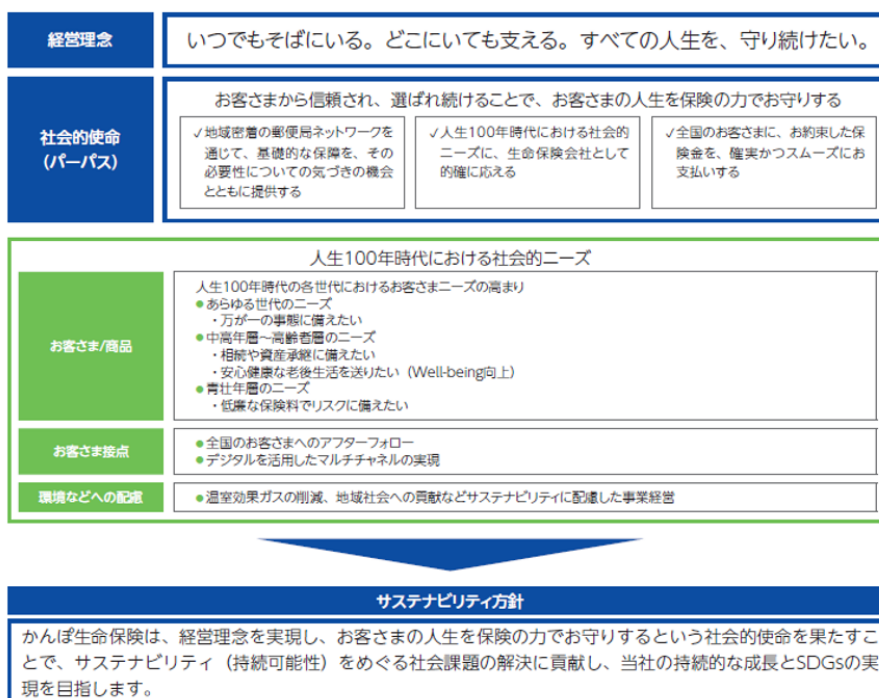 経営理念
いつでもそばにいる。どこにいても支える。すべての人生を、守り続けたい。
社会的使命
(パーパス)
お客さまから信頼され、選ばれ続けることで、お客さまの人生を保険の力でお守りする
✓地域密着の郵便局ネットワークを
通じて、基礎的な保障を、その
必要性についての気づきの機会
とともに提供する
✓人生100年時代における社会的
ニーズに、生命保険会社として
的確に応える
✓全国のお客さまに、お約束した保
険金を、確実かつスムーズにお
支払いする
人生100年時代における社会的ニーズ
お客さま/商品
人生100年時代の各世代におけるお客さまニーズの高まり
●あらゆる世代のニーズ
・万が一の事態に備えたい
●中高年層～高齢者層のニーズ
・相続や資産承継に備えたい
・安心健康な老後生活を送りたい（Well-being向上）
●青壮年層のニーズ
・低廉な保険料でリスクに備えたい
お客さま接点
●全国のお客さまへのアフターフォロー
●デジタルを活用したマルチチャネルの実現
環境などへの配慮
●温室効果ガスの削減、地域社会への貢献などサステナビリティに配慮した事業経営
サステナビリティ方針
かんぽ生命保険は、経営理念を実現し、お客さまの人生を保険の力でお守りするという社会的使命を果たすこ
とで、サステナビリティ（持続可能性）をめぐる社会課題の解決に貢献し、当社の持続的な成長とSDGsの実
現を目指します。